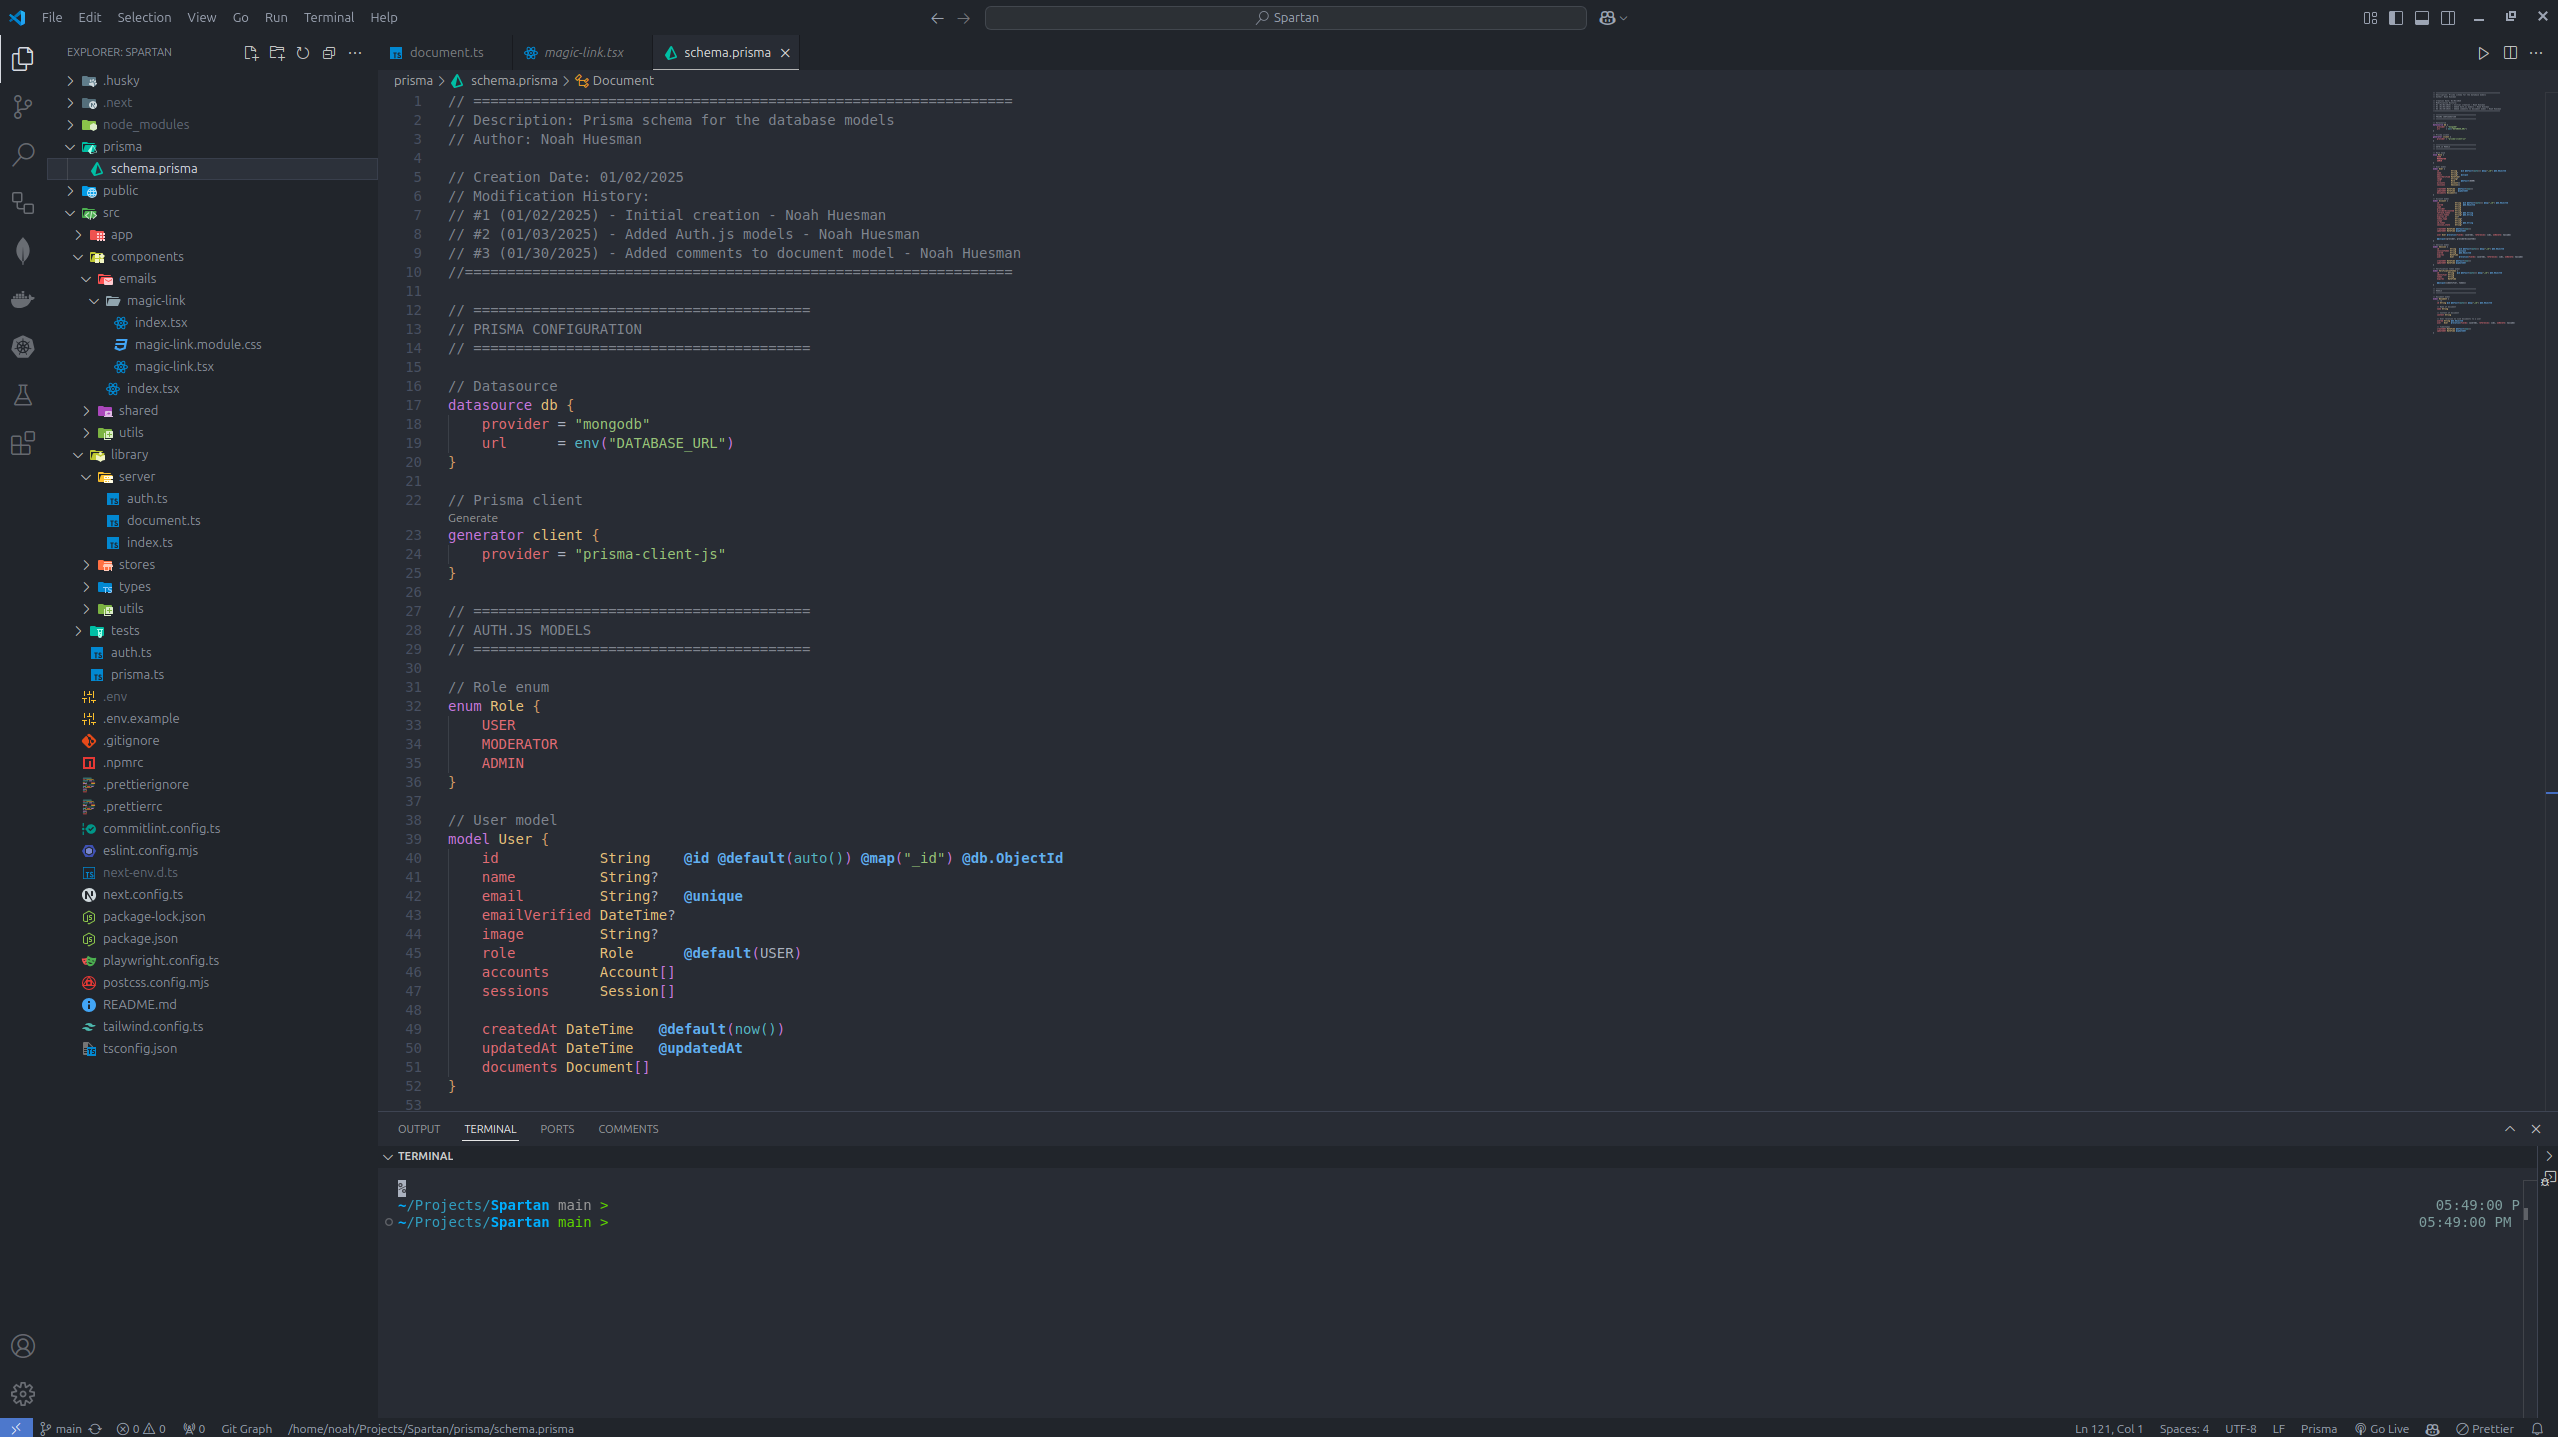 File Edit Selection View Go Run Terminal Help
Spartan
EXPLORER: SPARTAN
.husky
.next
node_modules
prisma
schema.prisma
public
src
app
components
emails
magic-link
index.tsx
magic-link.module.css
magic-link.tsx
index.tsx
shared
utils
library
server
auth.ts
document.ts
index.ts
stores
types
utils
tests
auth.ts
prisma.ts
.env
.env.example
.gitignore
.npmrc
.prettierignore
.prettierrc
commitlint.config.ts
eslint.config.mjs
next-env.d.ts
next.config.ts
package-lock.json
package.json
playwright.config.ts
postcss.config.mjs
README.md
tailwind.config.ts
tsconfig.json
document.ts magic-link.tsx schema.prisma
prisma > schema.prisma > Document
1 // ================================================================
2 // Description: Prisma schema for the database models
3 // Author: Noah Huesman
4
5 // Creation Date: 01/02/2025
6 // Modification History:
7 // #1 (01/02/2025) - Initial creation - Noah Huesman
8 // #2 (01/03/2025) - Added Auth.js models - Noah Huesman
9 // #3 (01/30/2025) - Added comments to document model - Noah Huesman
10 //=================================================================
11
12 // ========================================
13 // PRISMA CONFIGURATION
14 // ========================================
15
16 // Datasource
17 datasource db {
18     provider = "mongodb"
19     url      = env("DATABASE_URL")
20 }
21
22 // Prisma client
Generate
23 generator client {
24     provider = "prisma-client-js"
25 }
26
27 // ========================================
28 // AUTH.JS MODELS
29 // ========================================
30
31 // Role enum
32 enum Role {
33     USER
34     MODERATOR
35     ADMIN
36 }
37
38 // User model
39 model User {
40     id            String    @id @default(auto()) @map("_id") @db.ObjectId
41     name          String?
42     email         String?   @unique
43     emailVerified DateTime?
44     image         String?
45     role          Role      @default(USER)
46     accounts      Account[]
47     sessions      Session[]
48
49     createdAt DateTime   @default(now())
50     updatedAt DateTime   @updatedAt
51     documents Document[]
52 }
53
OUTPUT TERMINAL PORTS COMMENTS
TERMINAL
%
~/Projects/Spartan main > 05:49:00 P
~/Projects/Spartan main > 05:49:00 PM
main 0 0 0 Git Graph /home/noah/Projects/Spartan/prisma/schema.prisma Ln 121, Col 1 Spaces: 4 UTF-8 LF Prisma Go Live Prettier